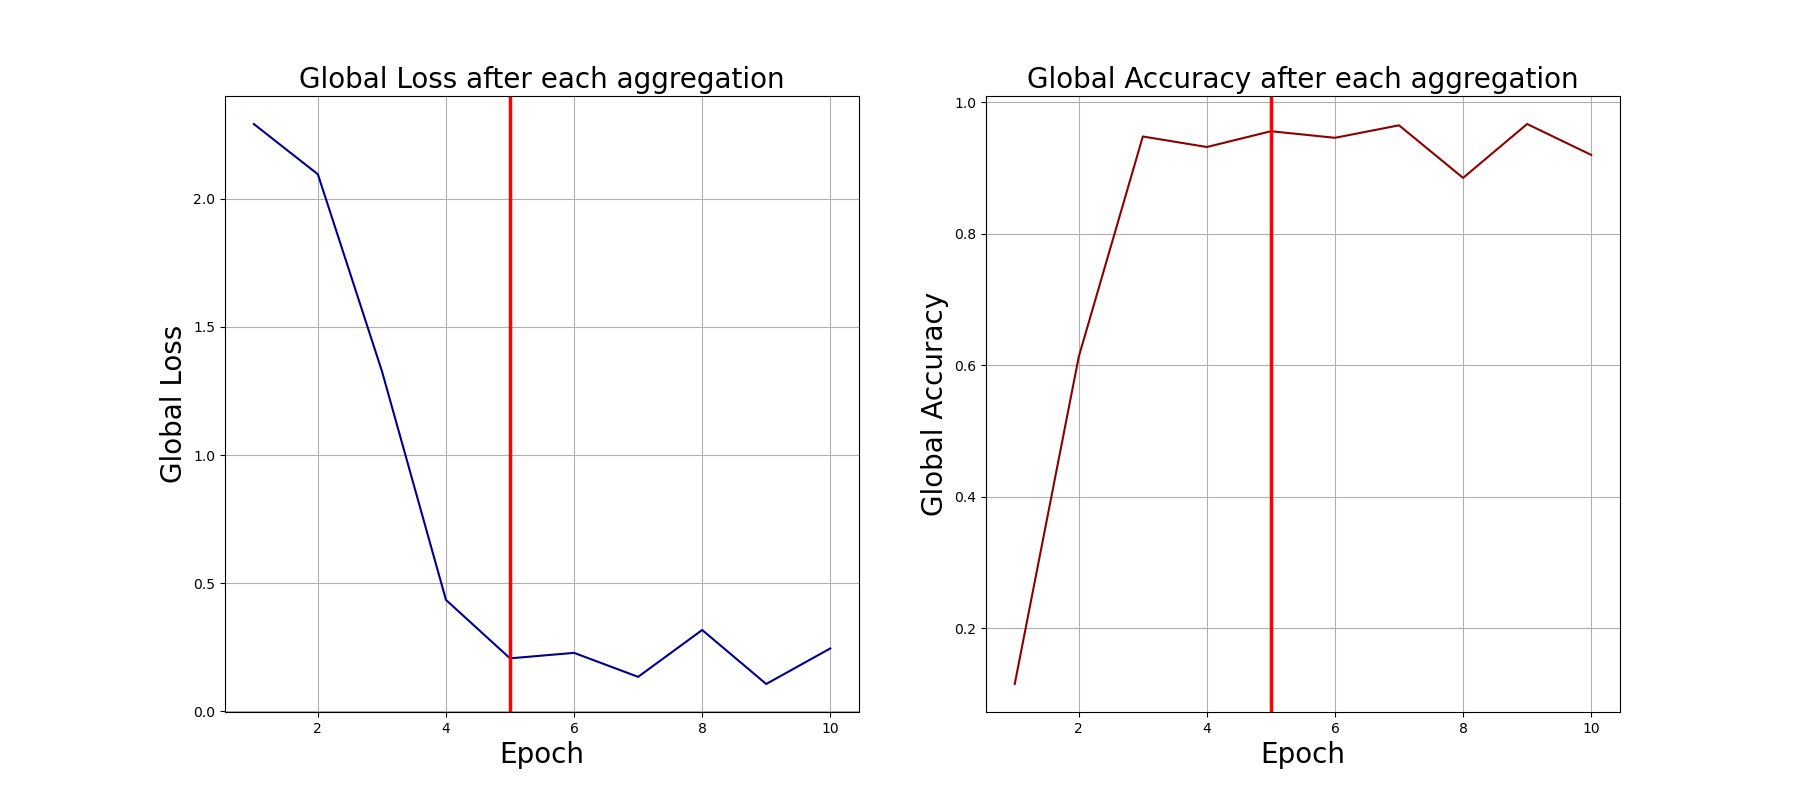 Global Loss after each aggregation
Global Loss
2.0
1.5
1.0
0.5
0.0
2 4 6 8 10
Epoch
Global Accuracy after each aggregation
Global Accuracy
1.0
0.8
0.6
0.4
0.2
2 4 6 8 10
Epoch